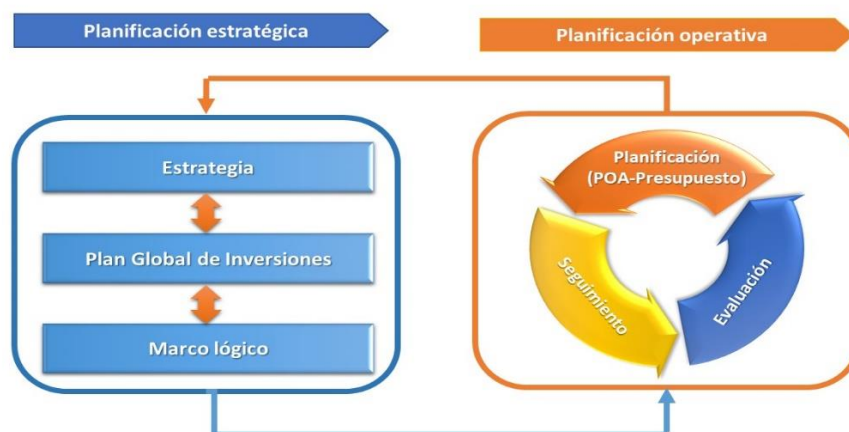 Planificación estratégica
Planificación operativa
Estrategia
Plan Global de Inversiones
Marco lógico
Planificación
(POA-Presupuesto)
Seguimiento
Evaluación